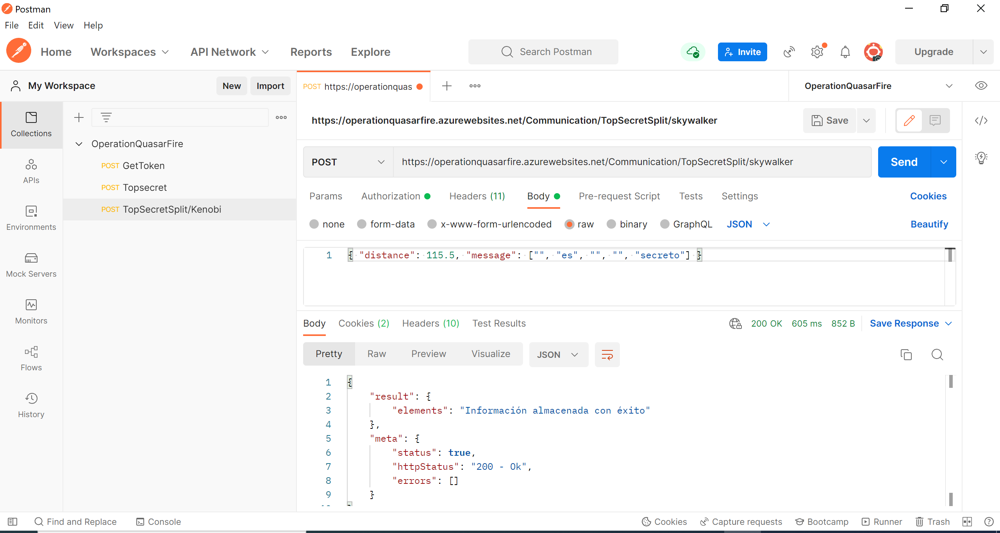 Postman
File Edit View Help
Home Workspaces API Network Reports Explore Search Postman Invite Upgrade
My Workspace New Import POST https://operationquas OperationQuasarFire
Collections
https://operationquasarfire.azurewebsites.net/Communication/TopSecretSplit/skywalker Save
OperationQuasarFire
POST GetToken
POST Topsecret
POST TopSecretSplit/Kenobi
APIs
Environments
Mock Servers
Monitors
Flows
History
POST https://operationquasarfire.azurewebsites.net/Communication/TopSecretSplit/skywalker Send
Params Authorization Headers (11) Body Pre-request Script Tests Settings Cookies
none form-data x-www-form-urlencoded raw binary GraphQL JSON Beautify
1 { "distance": 115.5, "message": ["", "es", "", "", "secreto"] }
Body Cookies (2) Headers (10) Test Results 200 OK 605 ms 852 B Save Response
Pretty Raw Preview Visualize JSON
1 {
2 "result": {
3 "elements": "Información almacenada con éxito"
4 },
5 "meta": {
6 "status": true,
7 "httpStatus": "200 - Ok",
8 "errors": []
9 }
Find and Replace Console Cookies Capture requests Bootcamp Runner Trash